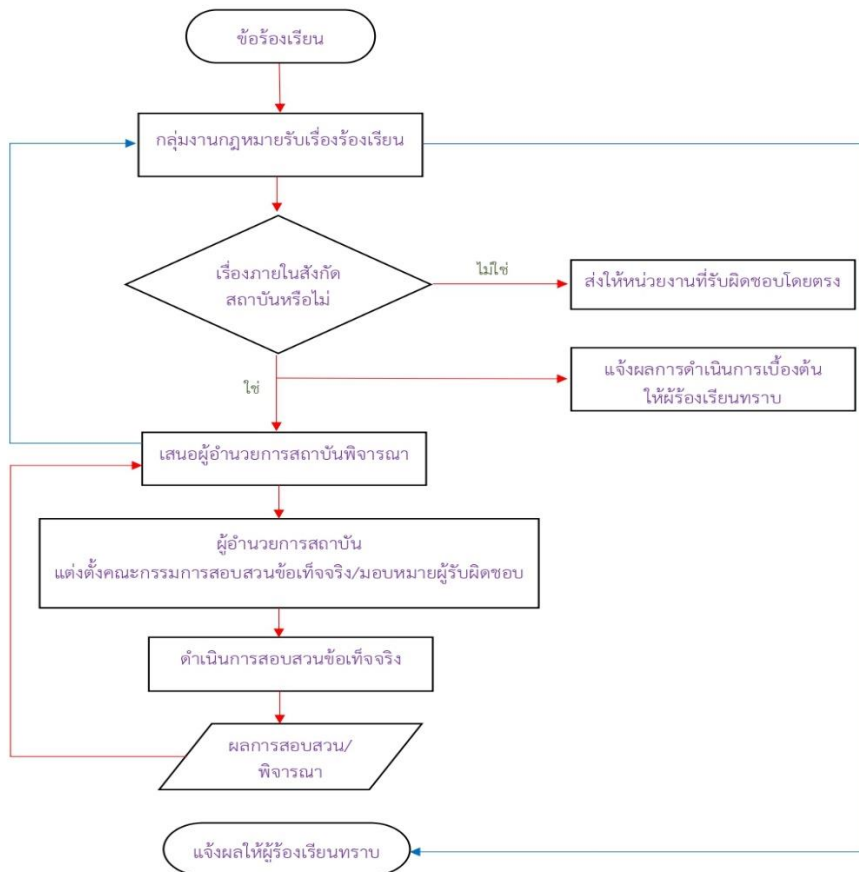 ข้อร้องเรียน
กลุ่มงานกฎหมายรับเรื่องร้องเรียน
เรื่องภายในสังกัด
สถาบันหรือไม่
ไม่ใช่
ส่งให้หน่วยงานที่รับผิดชอบโดยตรง
แจ้งผลการดำเนินการเบื้องต้น
ให้ผู้ร้องเรียนทราบ
ใช่
เสนอผู้อำนวยการสถาบันพิจารณา
ผู้อำนวยการสถาบัน
แต่งตั้งคณะกรรมการสอบสวนข้อเท็จจริง/มอบหมายผู้รับผิดชอบ
ดำเนินการสอบสวนข้อเท็จจริง
ผลการสอบสวน/
พิจารณา
แจ้งผลให้ผู้ร้องเรียนทราบ